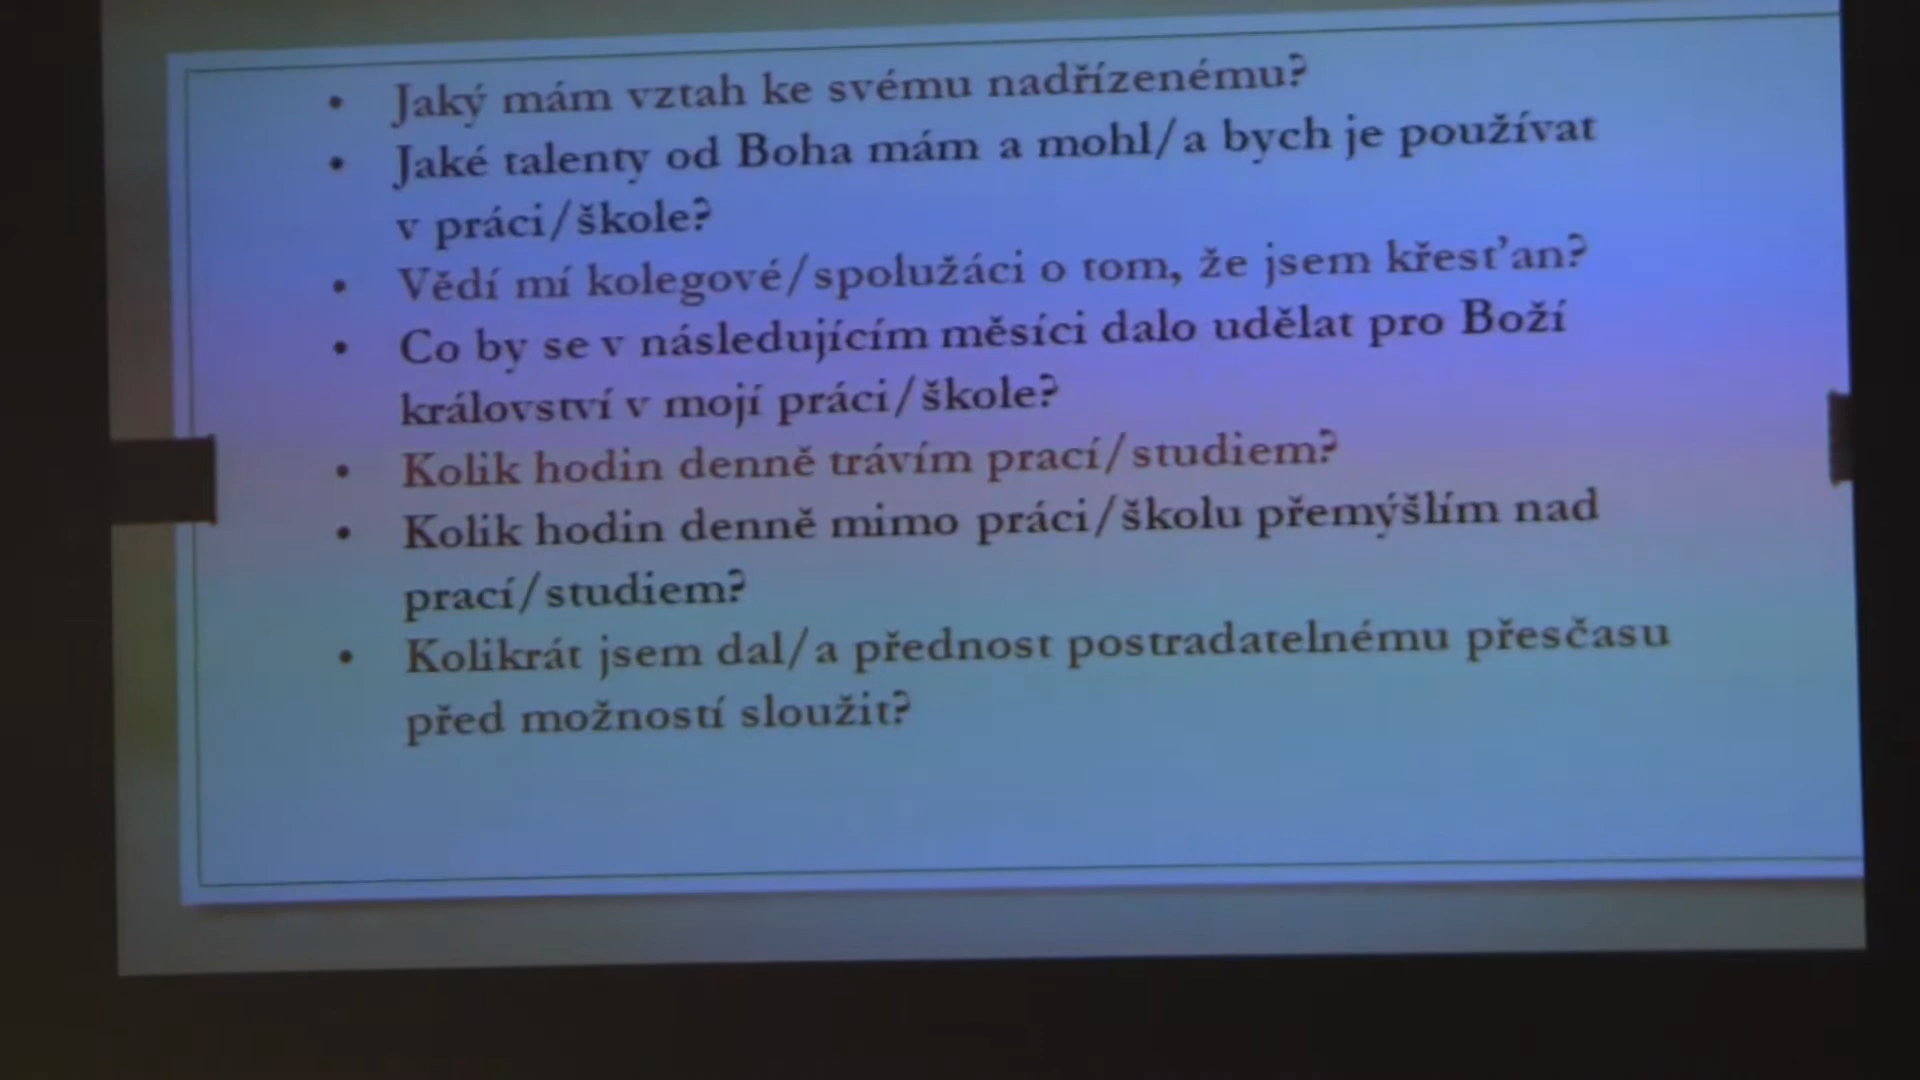 • Jaký mám vztah ke svému nadřízenému?
• Jaké talenty od Boha mám a mohl/a bych je používat
v práci/škole?
• Vědí mí kolegové/spolužáci o tom, že jsem křesťan?
• Co by se v následujícím měsíci dalo udělat pro Boží
království v mojí práci/škole?
• Kolik hodin denně trávím prací/studiem?
• Kolik hodin denně mimo práci/školu přemýšlím nad
prací/studiem?
• Kolikrát jsem dal/a přednost postradatelnému přesčasu
před možností sloužit?